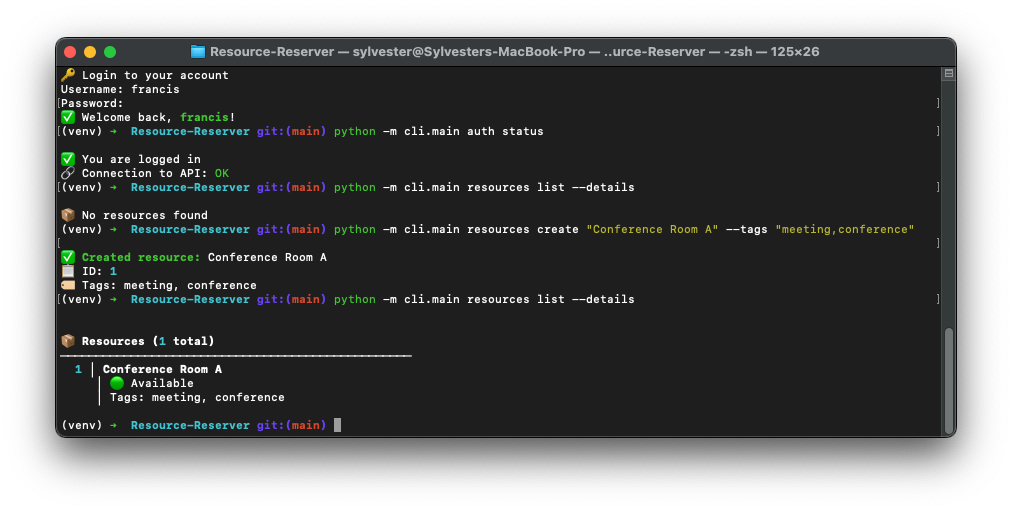 Resource-Reserver — sylvester@Sylvesters-MacBook-Pro — ..urce-Reserver — -zsh — 125×26
🔑 Login to your account
Username: francis
[Password: ]
✅ Welcome back, francis!
[(venv) ➜  Resource-Reserver git:(main) python -m cli.main auth status ]
✅ You are logged in
🔗 Connection to API: OK
[(venv) ➜  Resource-Reserver git:(main) python -m cli.main resources list --details ]
📦 No resources found
(venv) ➜  Resource-Reserver git:(main) python -m cli.main resources create "Conference Room A" --tags "meeting,conference"
[ ]
✅ Created resource: Conference Room A
📋 ID: 1
🏷️ Tags: meeting, conference
[(venv) ➜  Resource-Reserver git:(main) python -m cli.main resources list --details ]
📦 Resources (1 total)
1 │ Conference Room A
│ 🟢 Available
│ Tags: meeting, conference
(venv) ➜  Resource-Reserver git:(main)